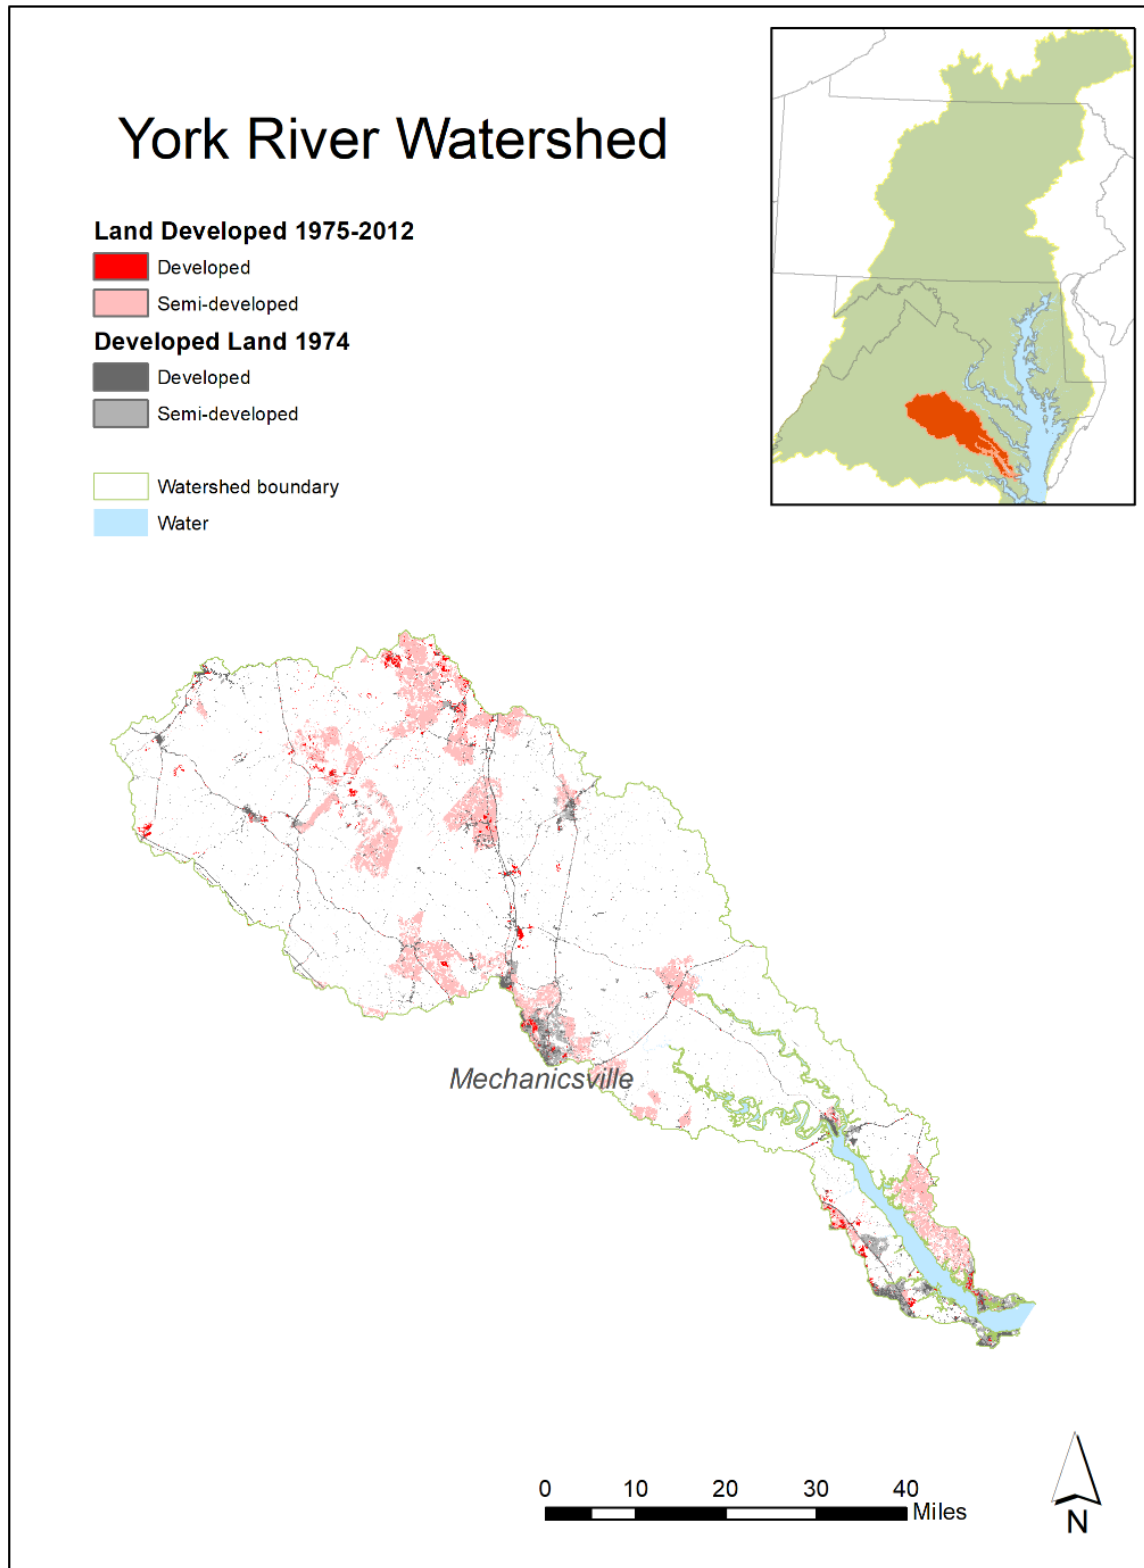 York River Watershed
Land Developed 1975-2012
Developed
Semi-developed
Developed Land 1974
Developed
Semi-developed
Watershed boundary
Water
Mechanicsville
0 10 20 30 40
Miles
N